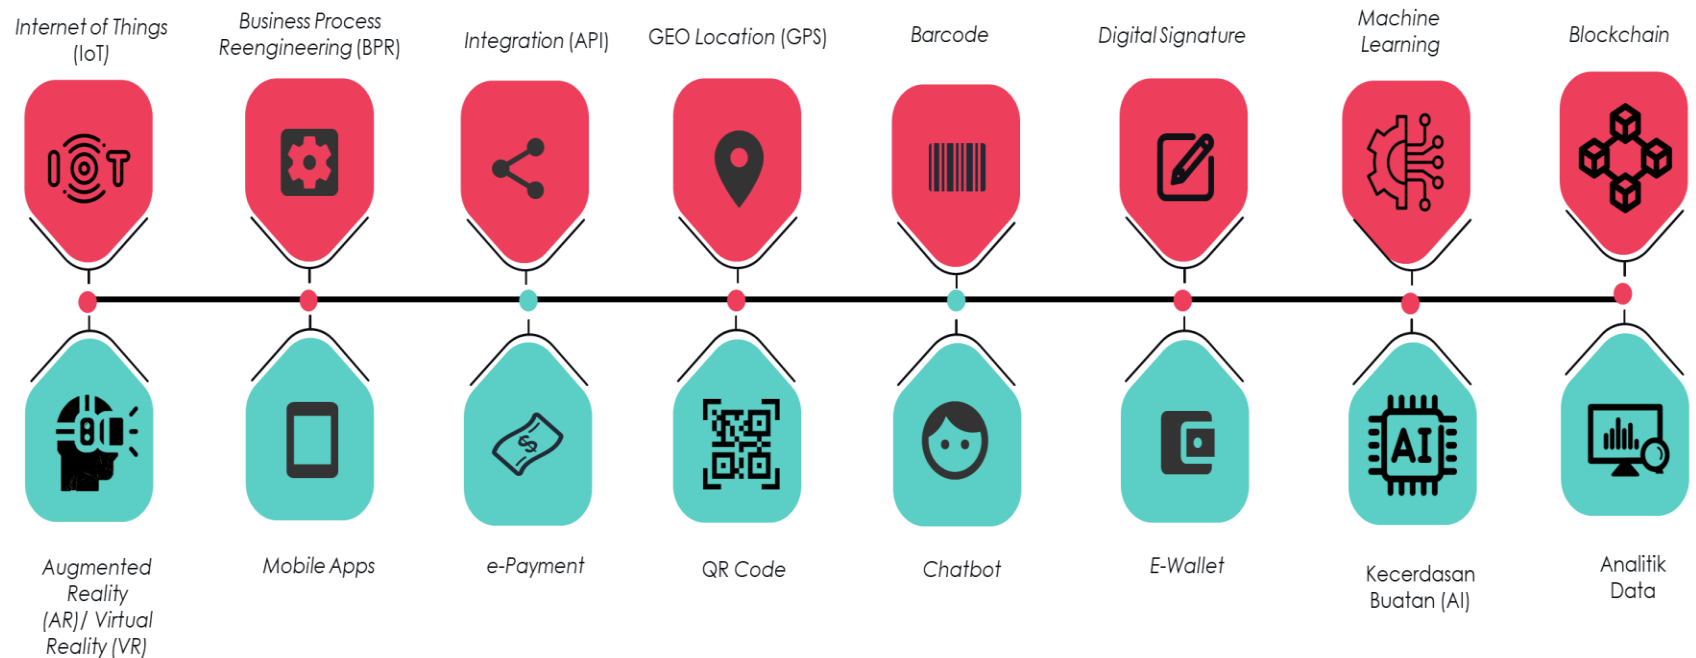 Internet of Things
(IoT)
Business Process
Reengineering (BPR)
Integration (API)
GEO Location (GPS)
Barcode
Digital Signature
Machine
Learning
Blockchain
IOT
$
AI
Augmented
Reality
(AR)/ Virtual
Reality (VR)
Mobile Apps
e-Payment
QR Code
Chatbot
E-Wallet
Kecerdasan
Buatan (AI)
Analitik
Data